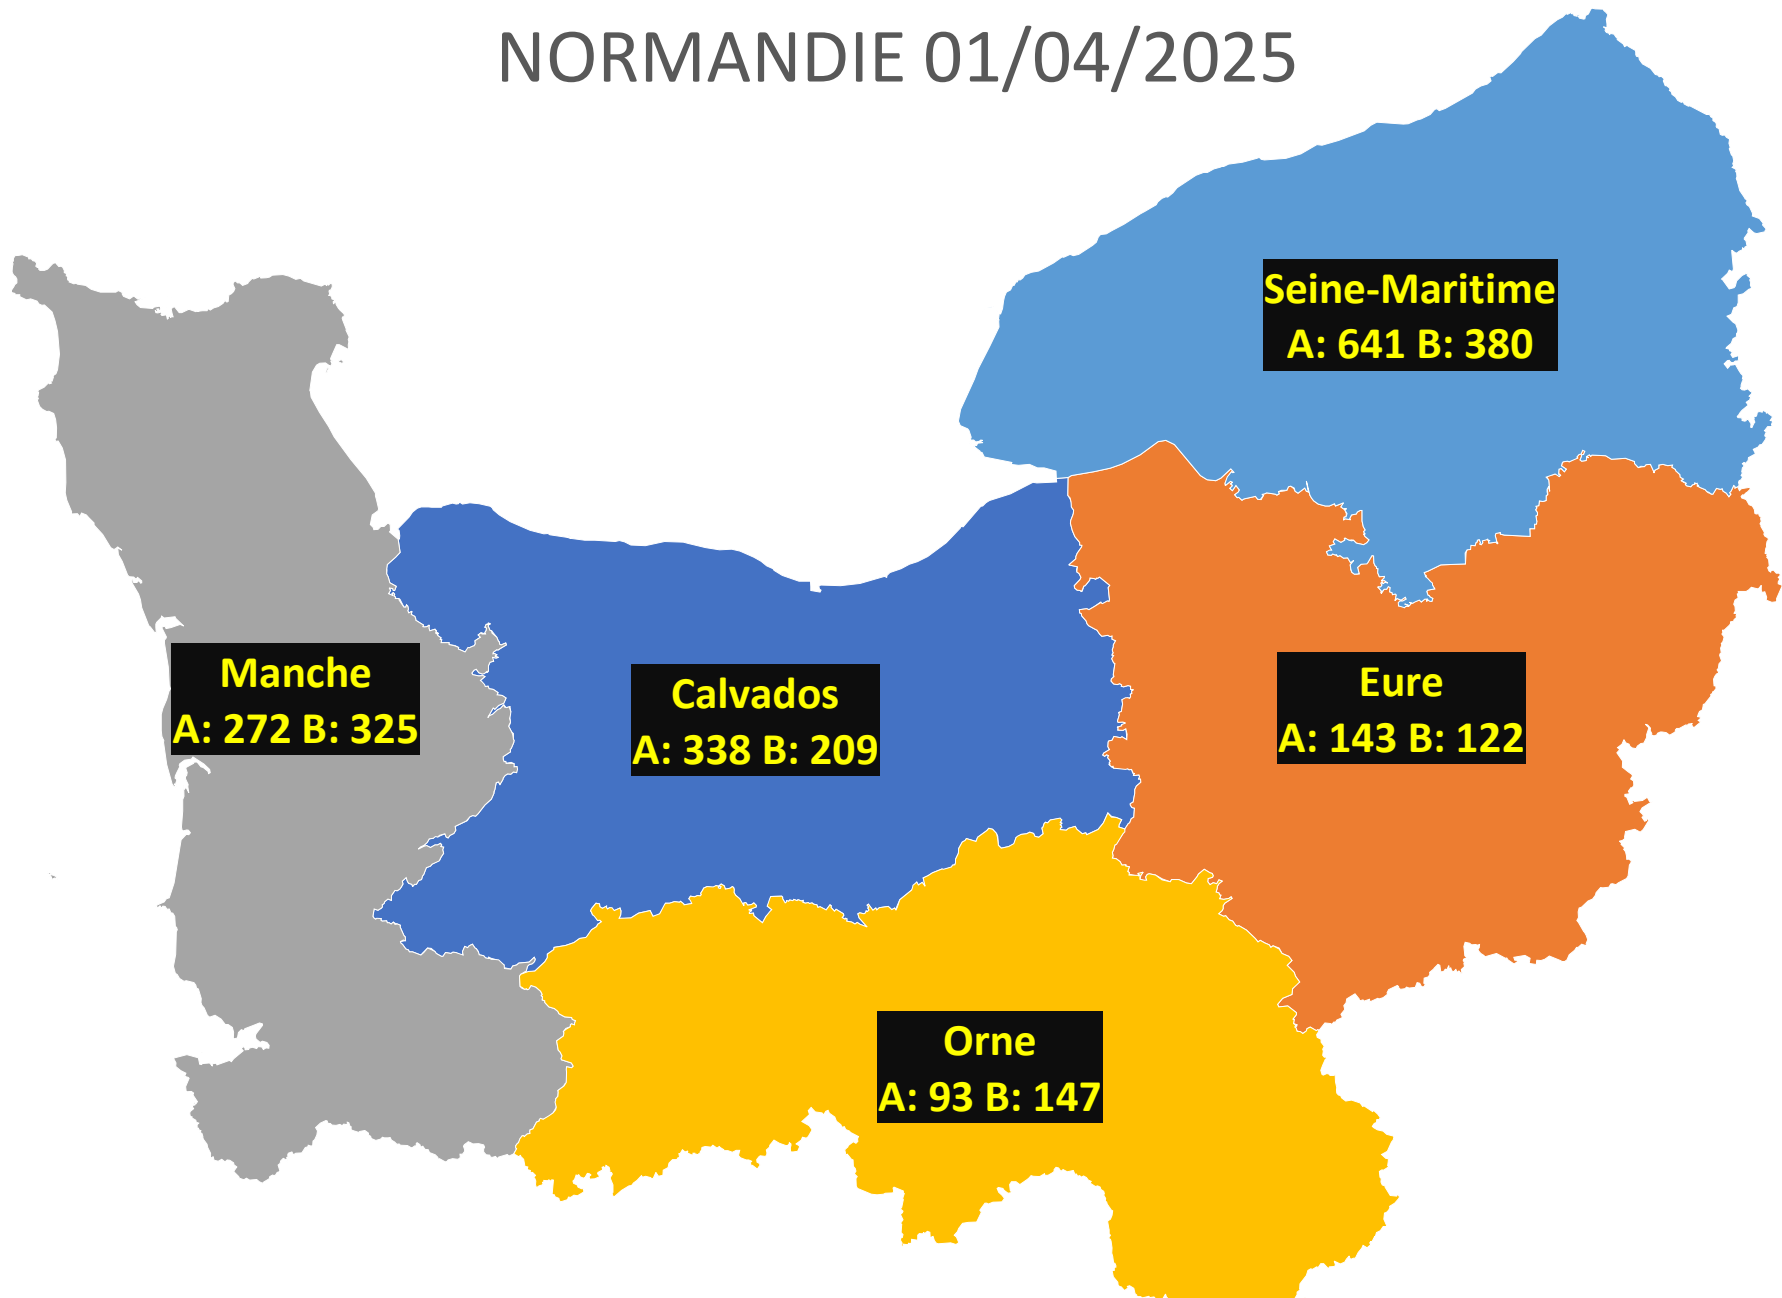 NORMANDIE 01/04/2025
Seine-Maritime
A: 641 B: 380
Manche
A: 272 B: 325
Calvados
A: 338 B: 209
Eure
A: 143 B: 122
Orne
A: 93 B: 147